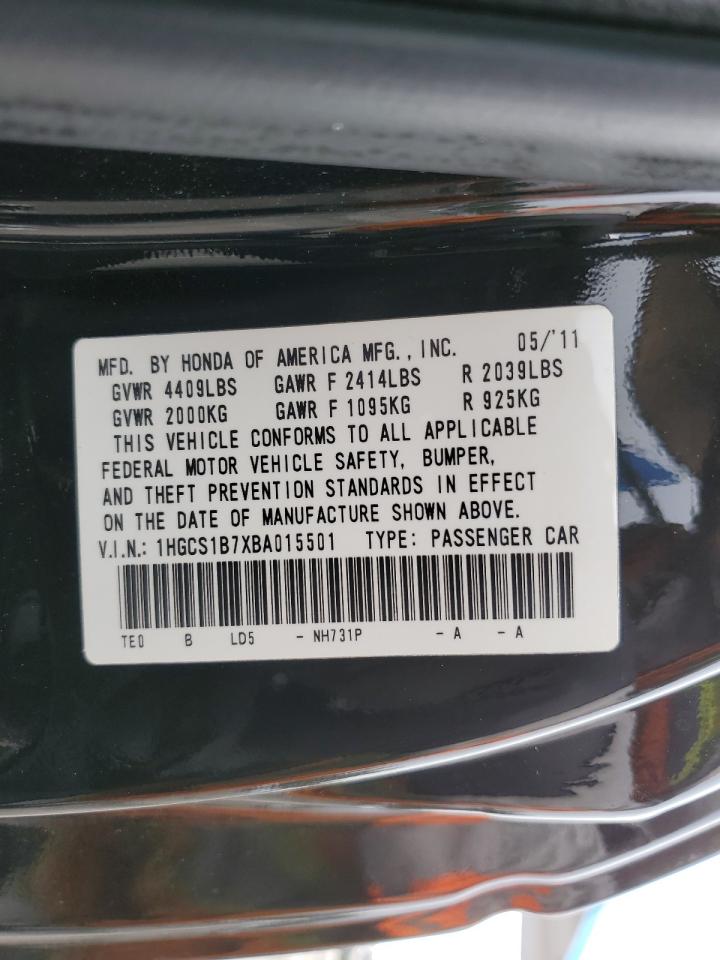 MFD. BY HONDA OF AMERICA MFG., INC. 05/'11
GVWR 4409LBS GAWR F 2414LBS R 2039LBS
GVWR 2000KG GAWR F 1095KG R 925KG
THIS VEHICLE CONFORMS TO ALL APPLICABLE
FEDERAL MOTOR VEHICLE SAFETY, BUMPER,
AND THEFT PREVENTION STANDARDS IN EFFECT
ON THE DATE OF MANUFACTURE SHOWN ABOVE.
V.I.N.: 1HGCS1B7XBA015501 TYPE: PASSENGER CAR
TE0 B LD5 - NH731P - A - A